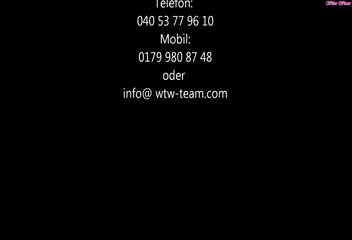 Telefon:
040 53 77 96 10
Mobil:
0179 980 87 48
oder
info@ wtw-team.com